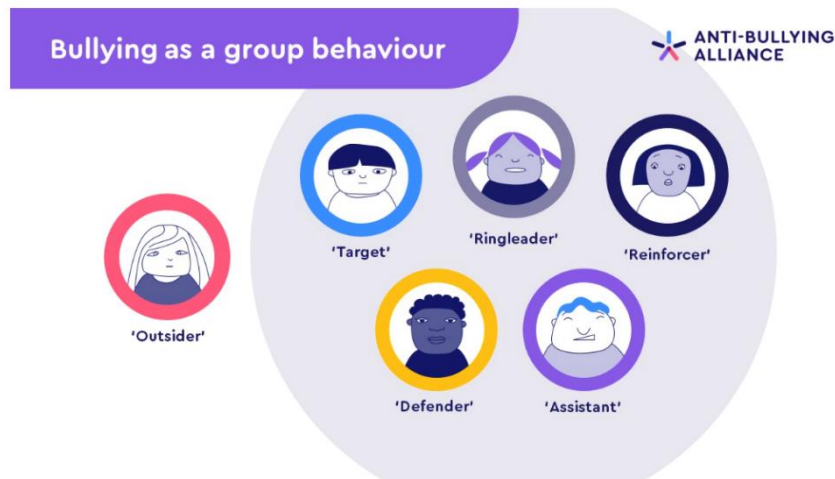 Bullying as a group behaviour
ANTI-BULLYING
ALLIANCE
'Target'
'Ringleader'
'Reinforcer'
'Outsider'
'Defender'
'Assistant'